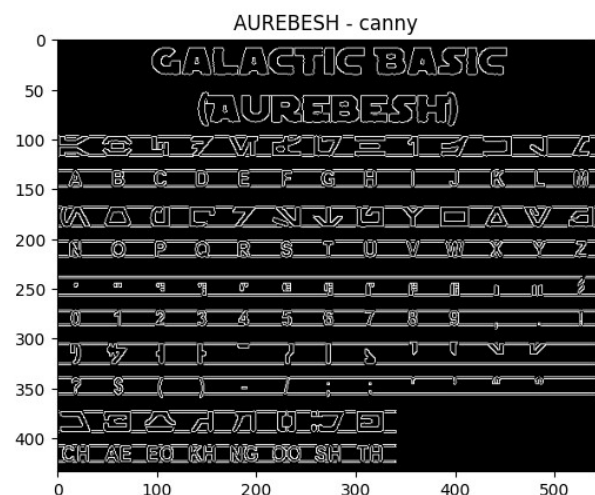 AUREBESH - canny
GALACTIC BASIC
(AUREBESH)
A B C D E F G H I J K L M
N O P Q R S T U V W X Y Z
0 1 2 3 4 5 6 7 8 9 , . !
? $ ( ) - / ; : ' ' " "
CH AE EO KH NG OO SH TH
0
50
100
150
200
250
300
350
400
0 100 200 300 400 500